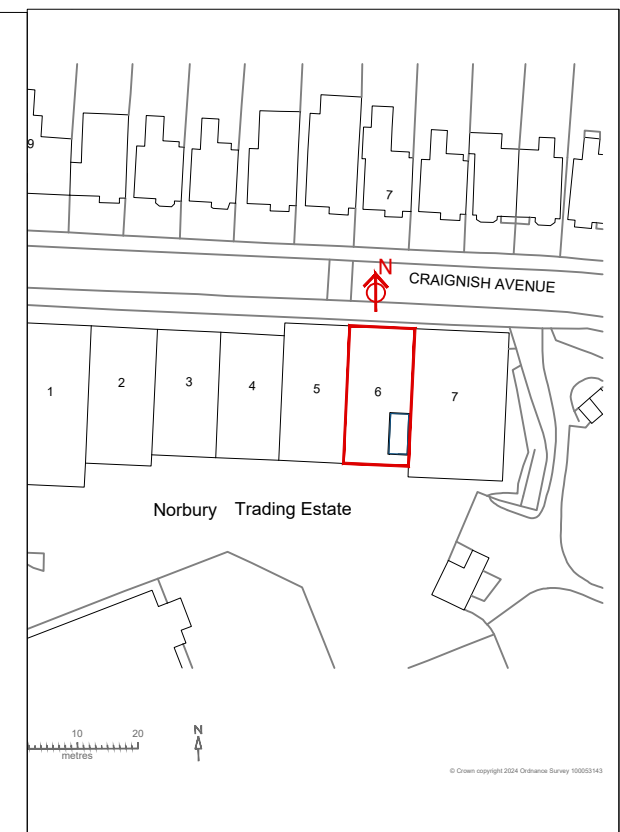 9
7
N
CRAIGNISH AVENUE
1
2
3
4
5
6
7
Norbury Trading Estate
10 20
metres
N
© Crown copyright 2024 Ordnance Survey 100053143